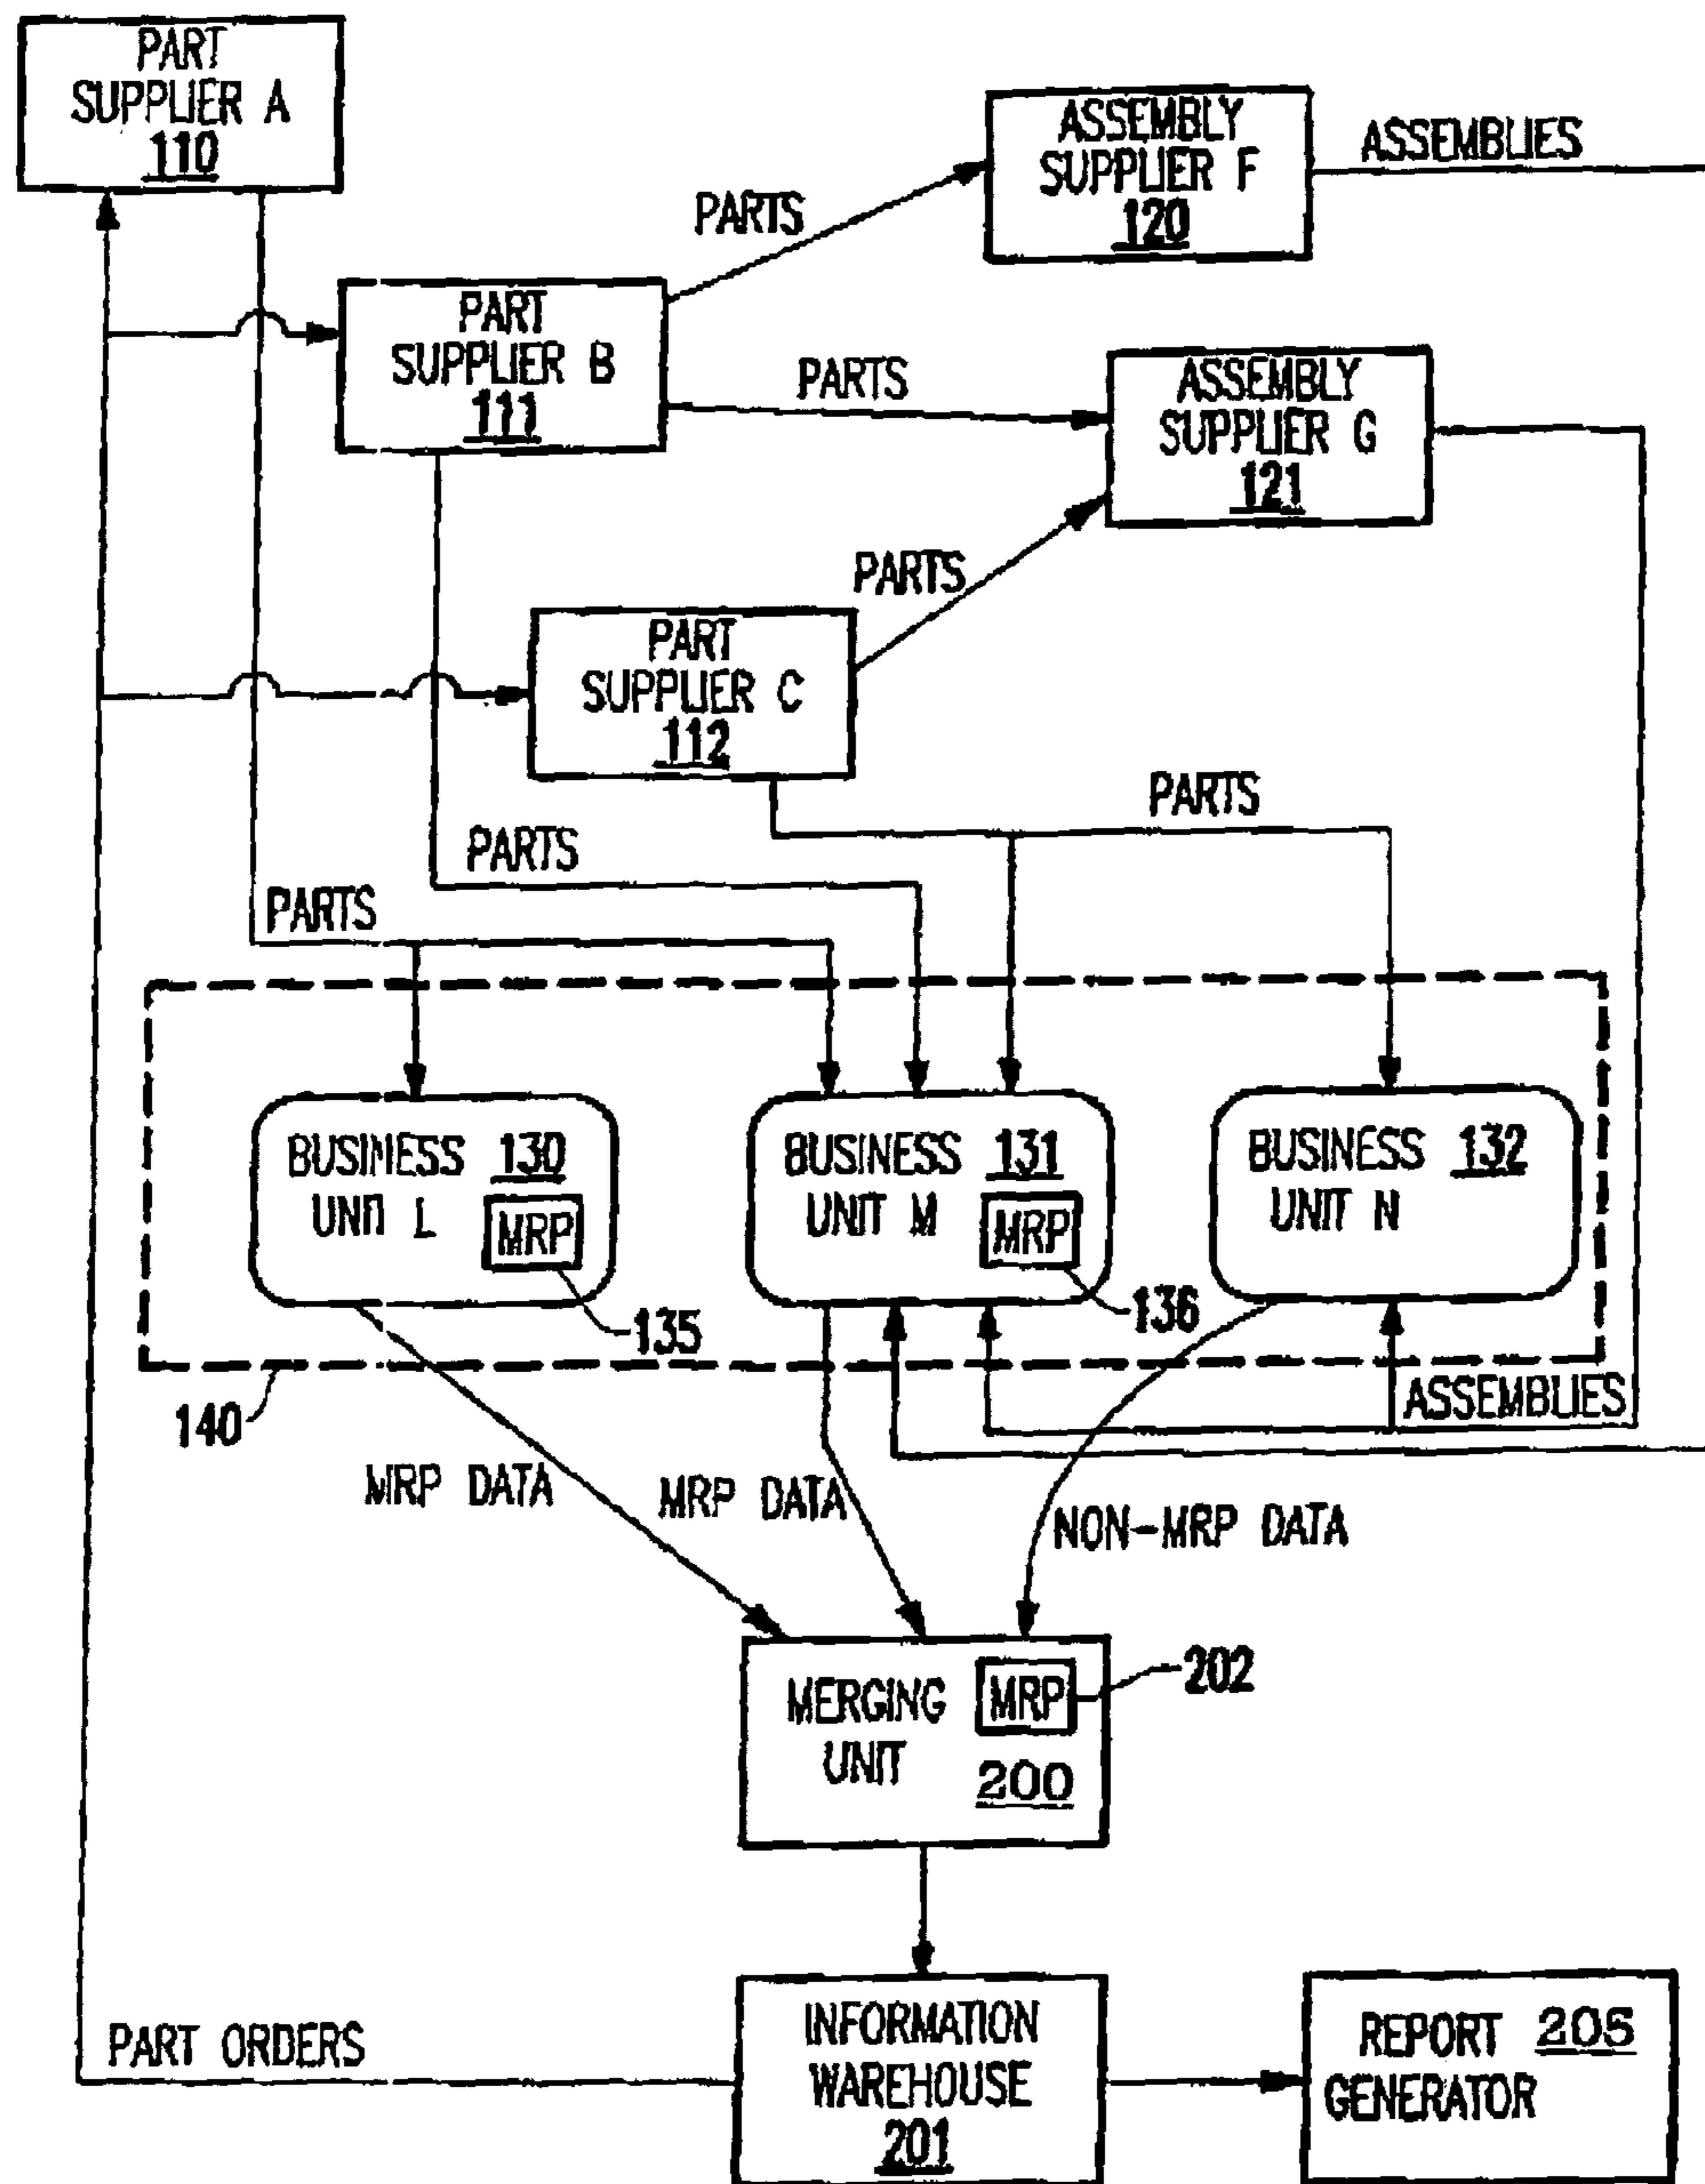 PART
SUPPLIER A
110
ASSEMBLY
SUPPLIER F
120
ASSEMBLIES
PARTS
PART
SUPPLIER B
111
PARTS
ASSEMBLY
SUPPLIER G
121
PARTS
PART
SUPPLIER C
112
PARTS
PARTS
PARTS
BUSINESS 130
UNIT L
MRP
135
BUSINESS 131
UNIT M
MRP
136
BUSINESS 132
UNIT N
140
ASSEMBLIES
MRP DATA
MRP DATA
NON-MRP DATA
MERGING
UNIT
MRP
202
200
PART ORDERS
INFORMATION
WAREHOUSE
201
REPORT 205
GENERATOR